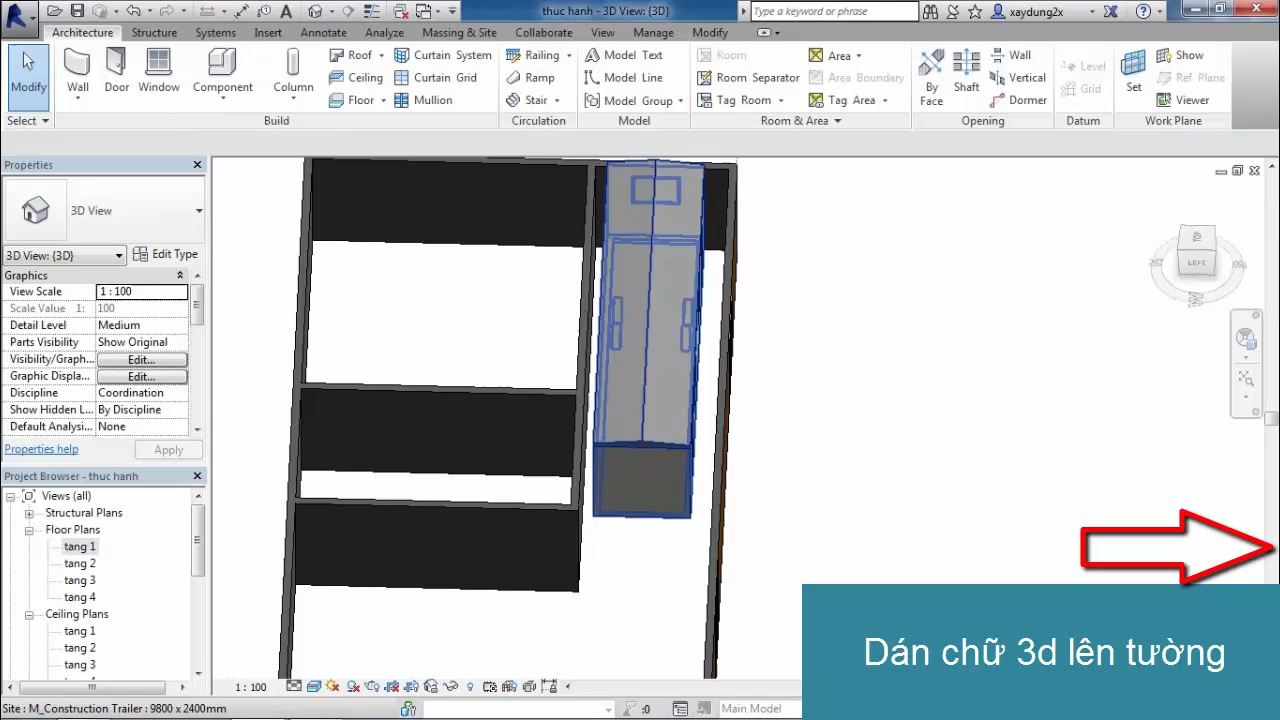 thuc hanh - 3D View: {3D}
Type a keyword or phrase
xaydung2x
Architecture Structure Systems Insert Annotate Analyze Massing & Site Collaborate View Manage Modify
Modify
Wall Door Window Component Column
Roof
Ceiling
Floor
Curtain System
Curtain Grid
Mullion
Railing
Ramp
Stair
Model Text
Model Line
Model Group
Room
Room Separator
Tag Room
Area
Area Boundary
Tag Area
By Face
Shaft
Wall
Vertical
Dormer
Level
Grid
Set
Show
Ref Plane
Viewer
Select Build Circulation Model Room & Area Opening Datum Work Plane
Properties
3D View
3D View: {3D} Edit Type
Graphics
View Scale 1 : 100
Scale Value 1: 100
Detail Level Medium
Parts Visibility Show Original
Visibility/Graph... Edit...
Graphic Displa... Edit...
Discipline Coordination
Show Hidden L... By Discipline
Default Analysi... None
Properties help Apply
Project Browser - thuc hanh
Views (all)
Structural Plans
Floor Plans
tang 1
tang 2
tang 3
tang 4
Ceiling Plans
tang 1
tang 2
tang 3
TOP
LEFT
1 : 100
Site : M_Construction Trailer : 9800 x 2400mm
:0
Main Model
Dán chữ 3d lên tường